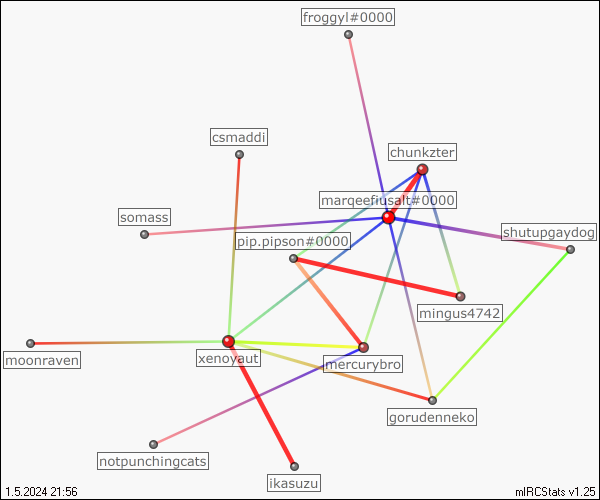 froggyl#0000
csmaddi
chunkzter
marqeefiusalt#0000
somass
pip.pipson#0000
shutupgaydog
mingus4742
moonraven
xenoyaut
mercurybro
gorudenneko
notpunchingcats
ikasuzu
1.5.2024 21:56
mIRCStats v1.25